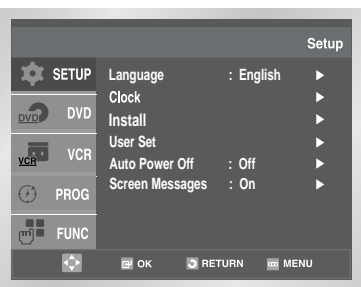 Setup
SETUP
Language : English
Clock
DVD DVD
Install
User Set
VCR VCR
Auto Power Off : Off
Screen Messages : On
PROG
FUNC
OK RETURN MENU